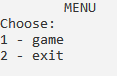 MENU
Choose:
1 - game
2 - exit